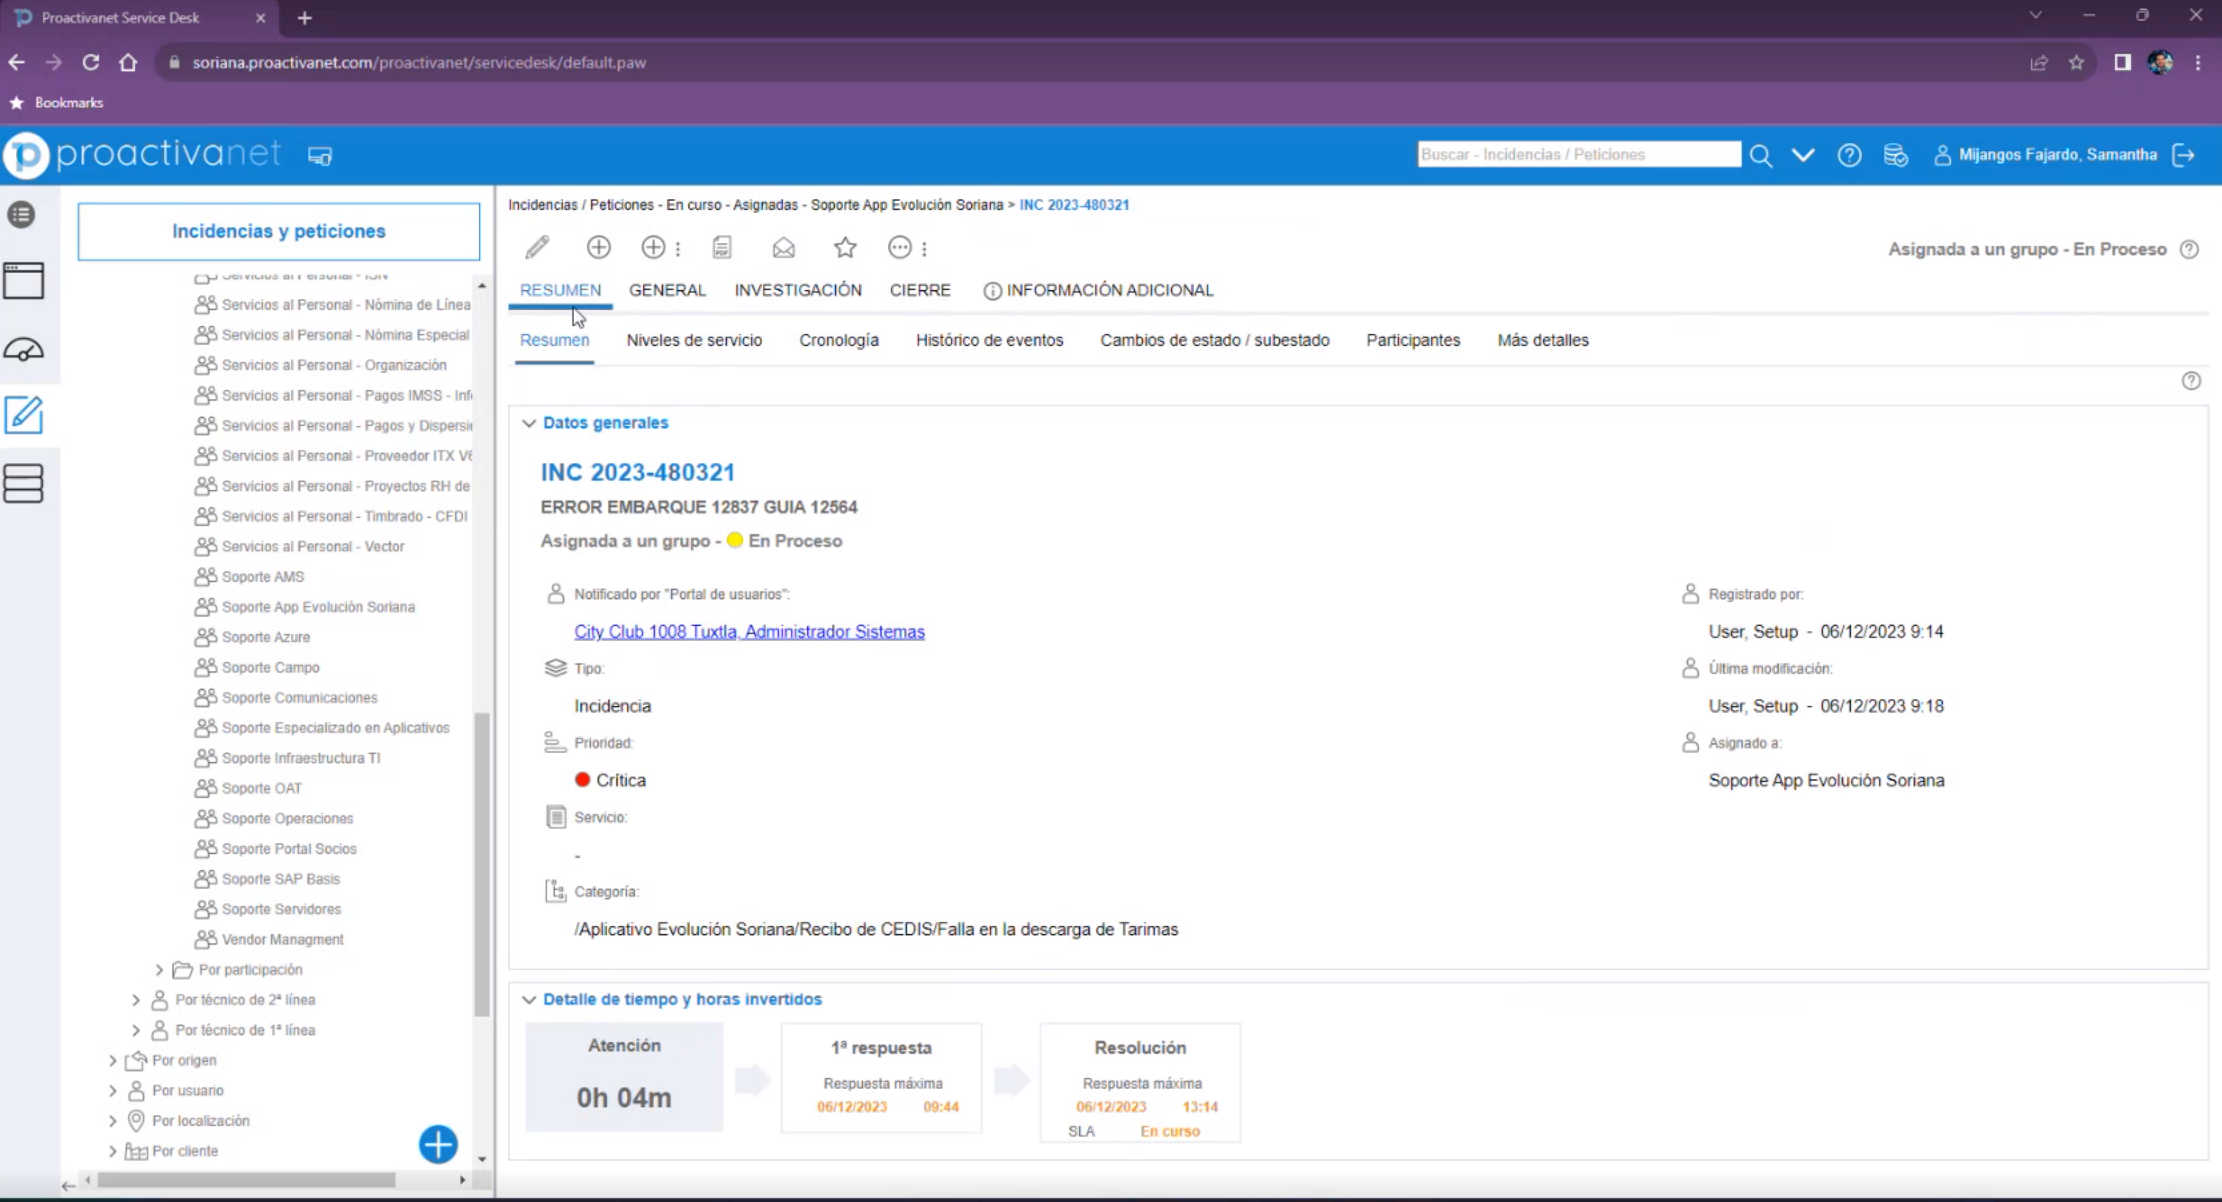 Proactivanet Service Desk
soriana.proactivanet.com/proactivanet/servicedesk/default.paw
Bookmarks
proactivanet
Buscar - Incidencias / Peticiones
Mijangos Fajardo, Samantha
Incidencias y peticiones
Servicios al Personal - ISN
Servicios al Personal - Nómina de Línea
Servicios al Personal - Nómina Especial
Servicios al Personal - Organización
Servicios al Personal - Pagos IMSS - Inf
Servicios al Personal - Pagos y Dispersi
Servicios al Personal - Proveedor ITX V6
Servicios al Personal - Proyectos RH de
Servicios al Personal - Timbrado - CFDI
Servicios al Personal - Vector
Soporte AMS
Soporte App Evolución Soriana
Soporte Azure
Soporte Campo
Soporte Comunicaciones
Soporte Especializado en Aplicativos
Soporte Infraestructura TI
Soporte OAT
Soporte Operaciones
Soporte Portal Socios
Soporte SAP Basis
Soporte Servidores
Vendor Managment
Por participación
Por técnico de 2ª línea
Por técnico de 1ª línea
Por origen
Por usuario
Por localización
Por cliente
Incidencias / Peticiones - En curso - Asignadas - Soporte App Evolución Soriana > INC 2023-480321
PDF
Asignada a un grupo - En Proceso
RESUMEN GENERAL INVESTIGACIÓN CIERRE INFORMACIÓN ADICIONAL
Resumen Niveles de servicio Cronología Histórico de eventos Cambios de estado / subestado Participantes Más detalles
Datos generales
INC 2023-480321
ERROR EMBARQUE 12837 GUIA 12564
Asignada a un grupo - En Proceso
Notificado por "Portal de usuarios":
City Club 1008 Tuxtla, Administrador Sistemas
Tipo:
Incidencia
Prioridad:
Crítica
Servicio:
-
Categoría:
/Aplicativo Evolución Soriana/Recibo de CEDIS/Falla en la descarga de Tarimas
Registrado por:
User, Setup - 06/12/2023 9:14
Última modificación:
User, Setup - 06/12/2023 9:18
Asignado a:
Soporte App Evolución Soriana
Detalle de tiempo y horas invertidos
Atención
0h 04m
1ª respuesta
Respuesta máxima
06/12/2023 09:44
Resolución
Respuesta máxima
06/12/2023 13:14
SLA En curso